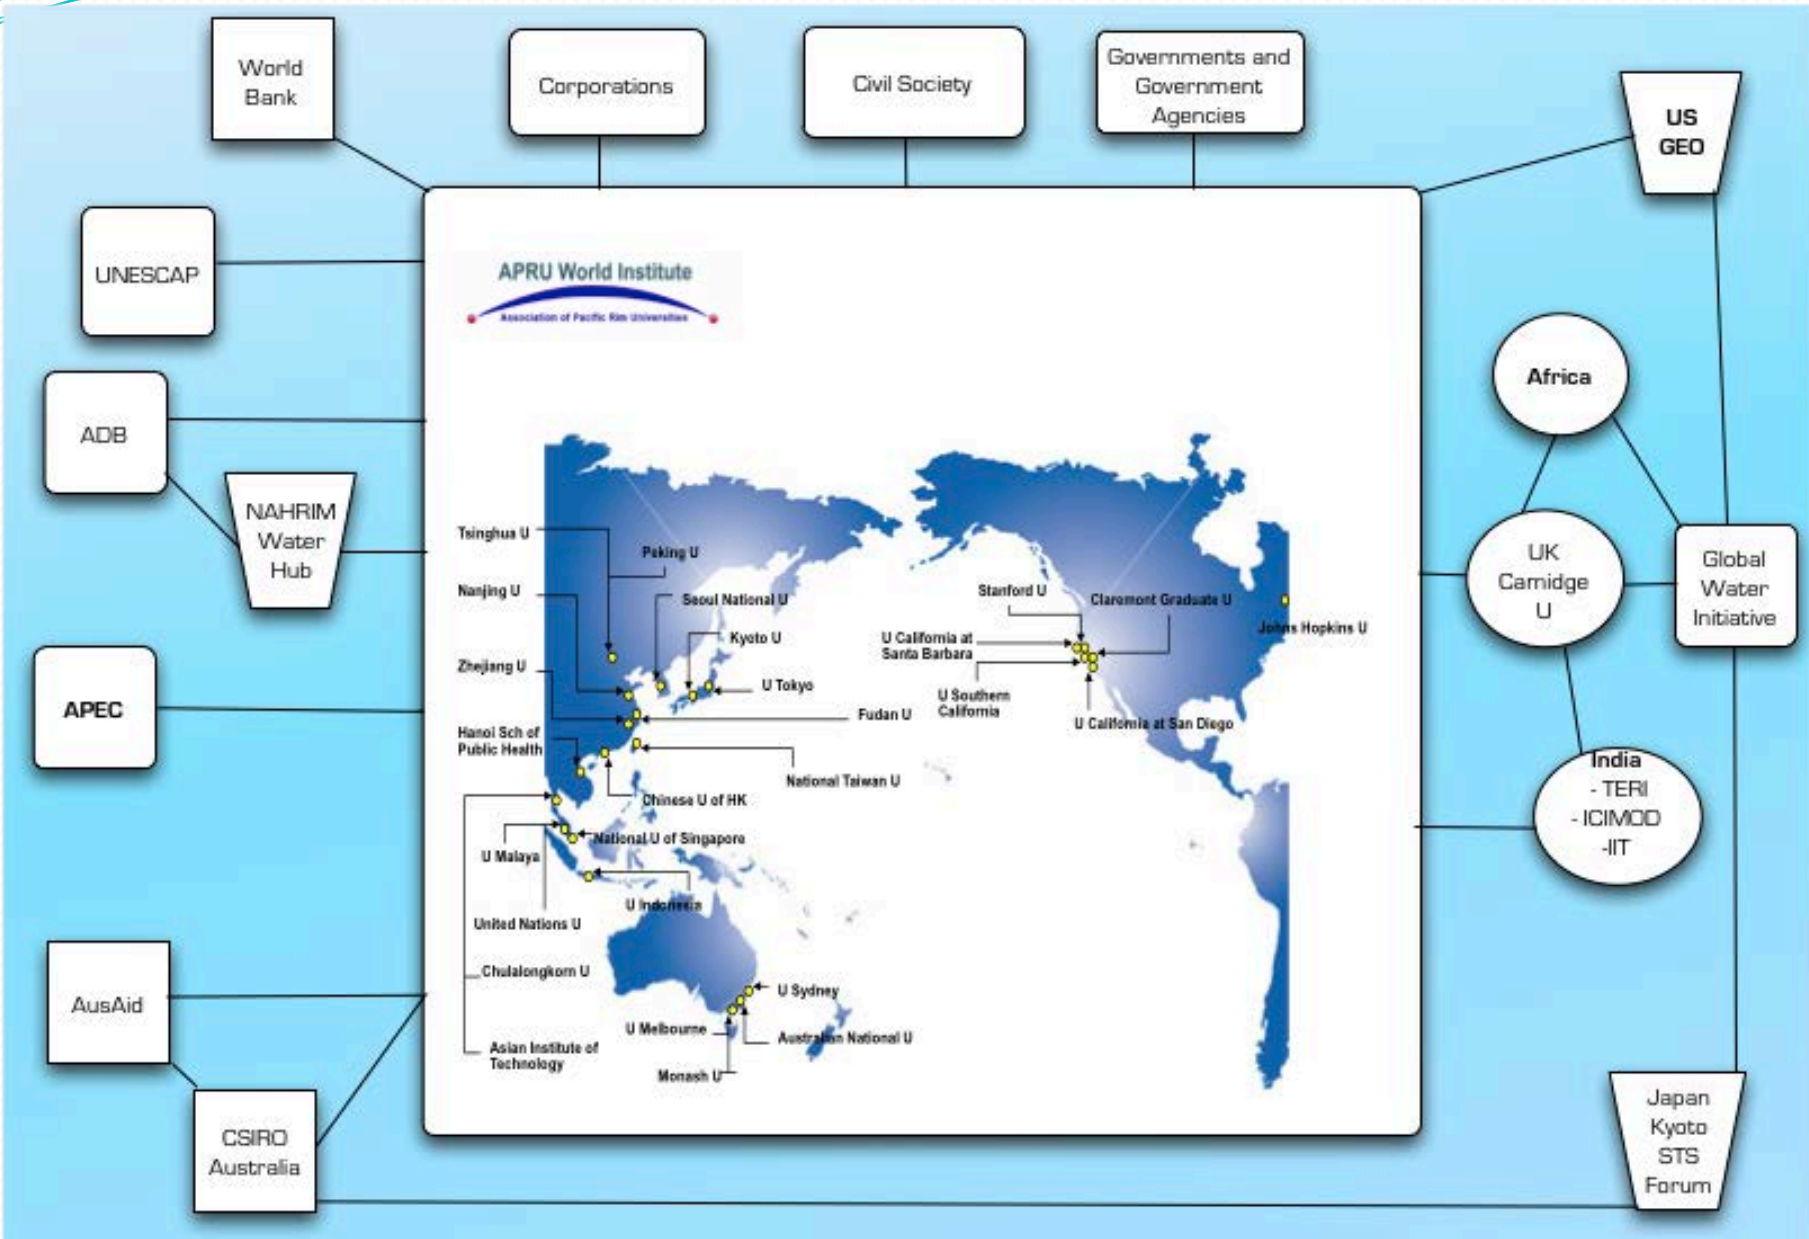 World
Bank
Corporations
Civil Society
Governments and
Government
Agencies
US
GEO
UNESCAP
APRU World Institute
Association of Pacific Rim Universities
Africa
ADB
NAHRIM
Water
Hub
UK
Camidge
U
Global
Water
Initiative
Tsinghua U
Peking U
Nanjing U
Seoul National U
Kyoto U
Zhejiang U
U Tokyo
Fudan U
Hanoi Sch of
Public Health
National Taiwan U
Chinese U of HK
National U of Singapore
U Malaya
U Indonesia
United Nations U
Chulalongkorn U
Asian Institute of
Technology
U Sydney
U Melbourne
Australian National U
Monash U
Stanford U
Claremont Graduate U
Johns Hopkins U
U California at
Santa Barbara
U Southern
California
U California at San Diego
APEC
India
- TERI
- ICIMOD
-IIT
AusAid
CSIRO
Australia
Japan
Kyoto
STS
Forum